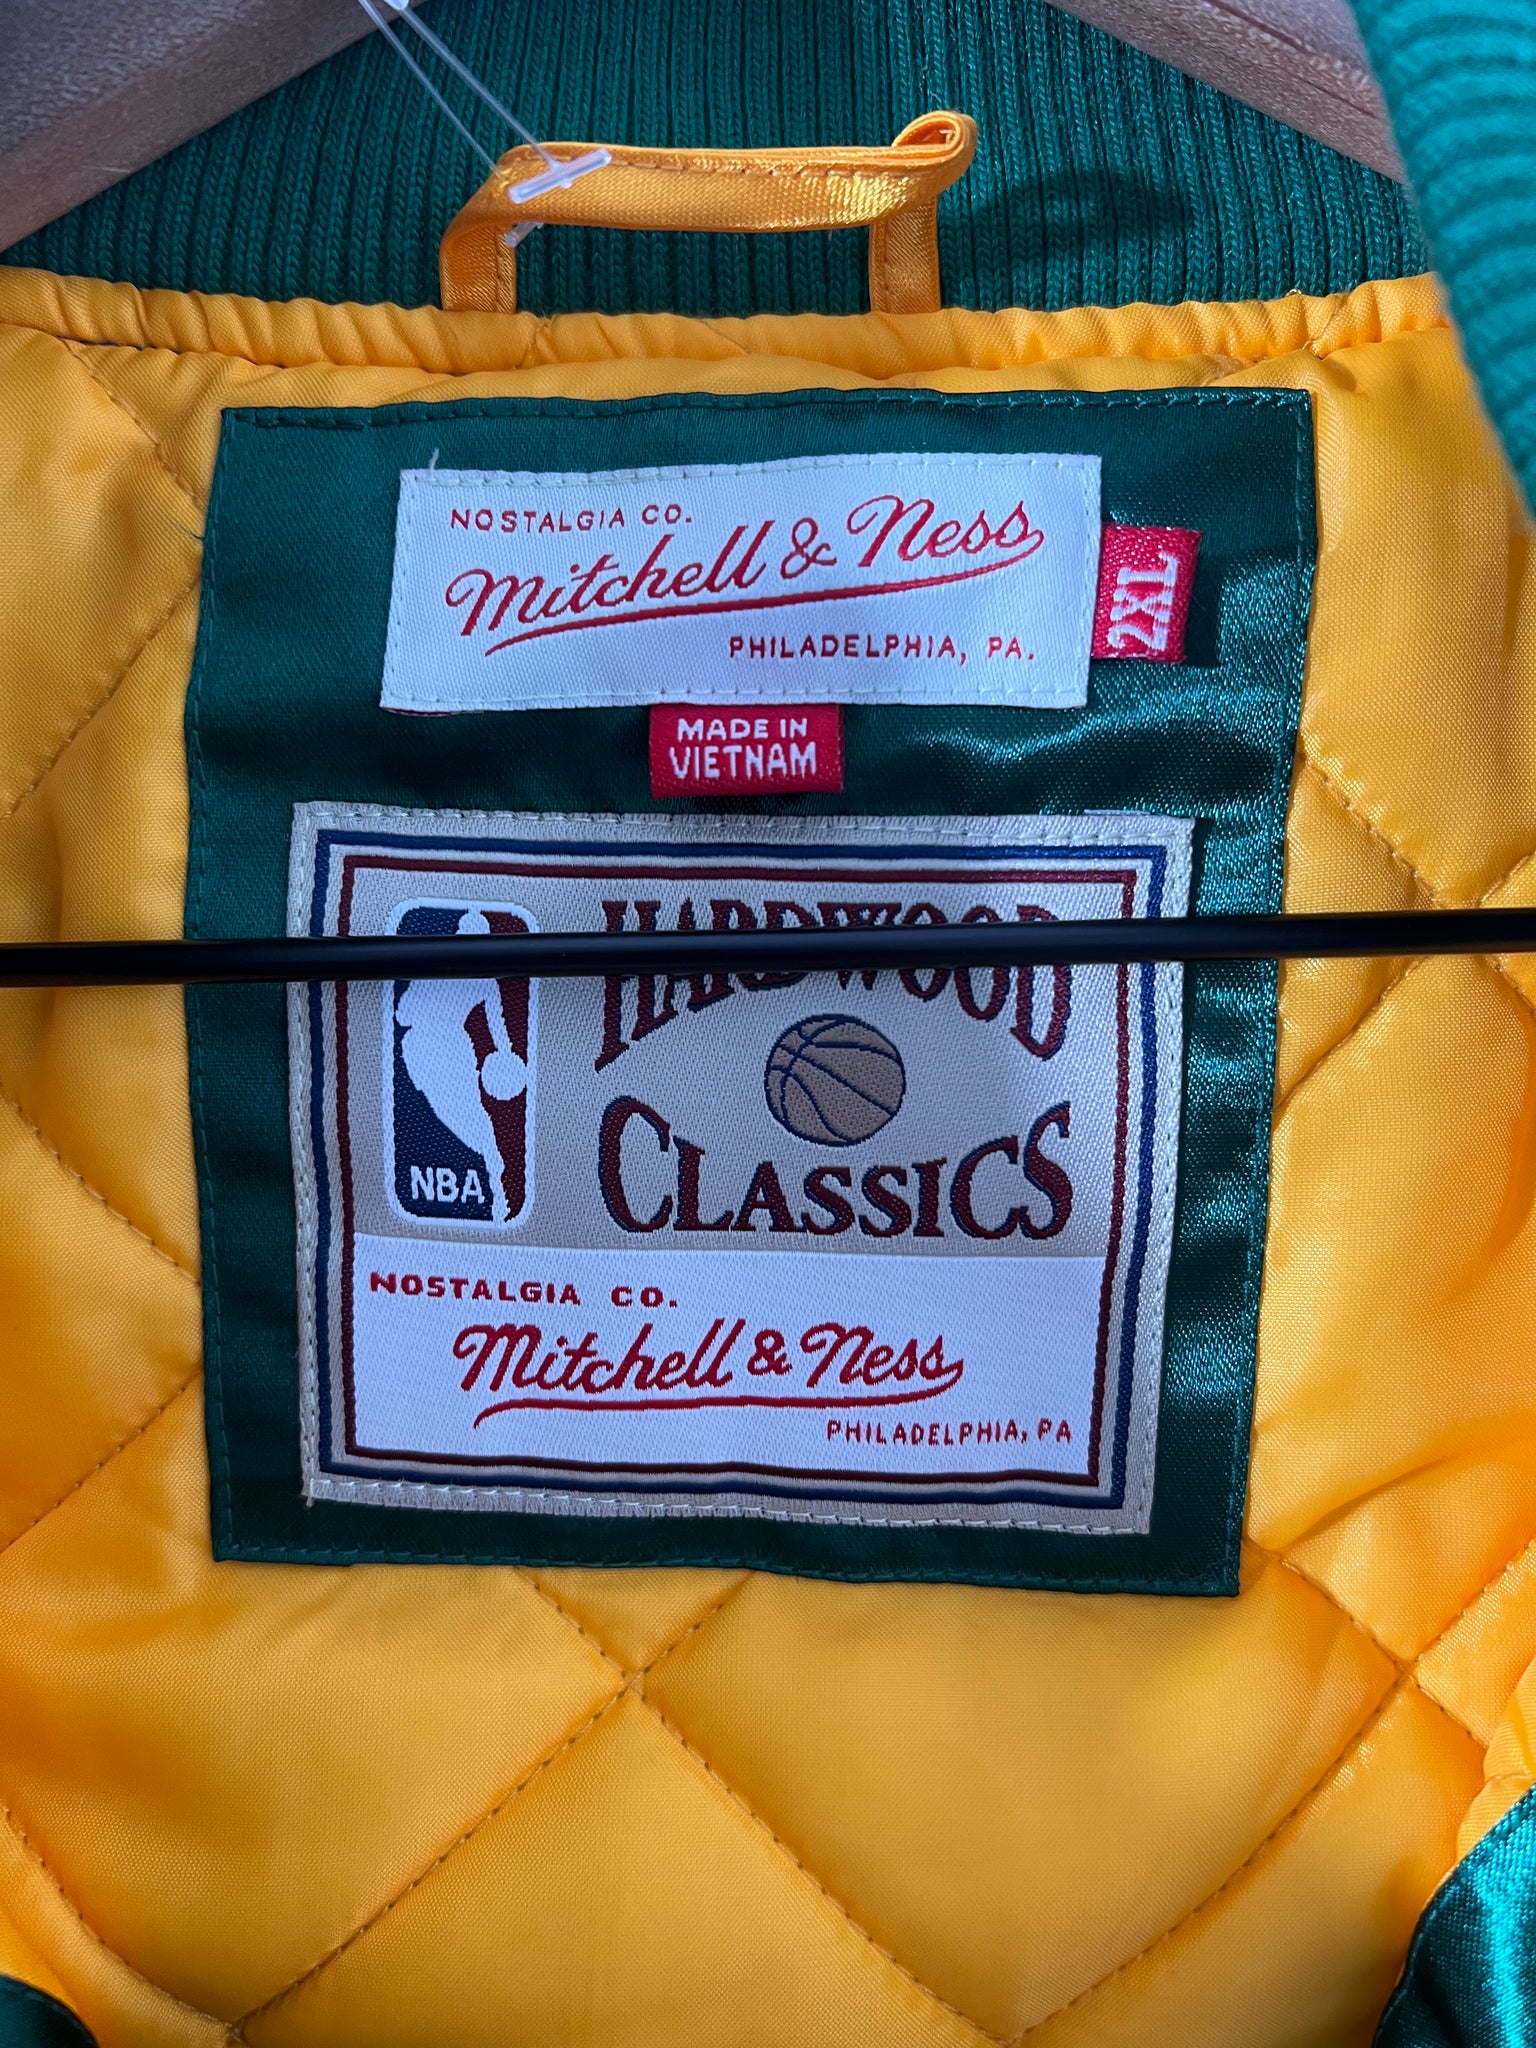 NOSTALGIA CO.
Mitchell & Ness
PHILADELPHIA, PA.
2XL
MADE IN
VIETNAM
HARDWOOD
CLASSICS
NBA
NOSTALGIA CO.
Mitchell & Ness
PHILADELPHIA, PA